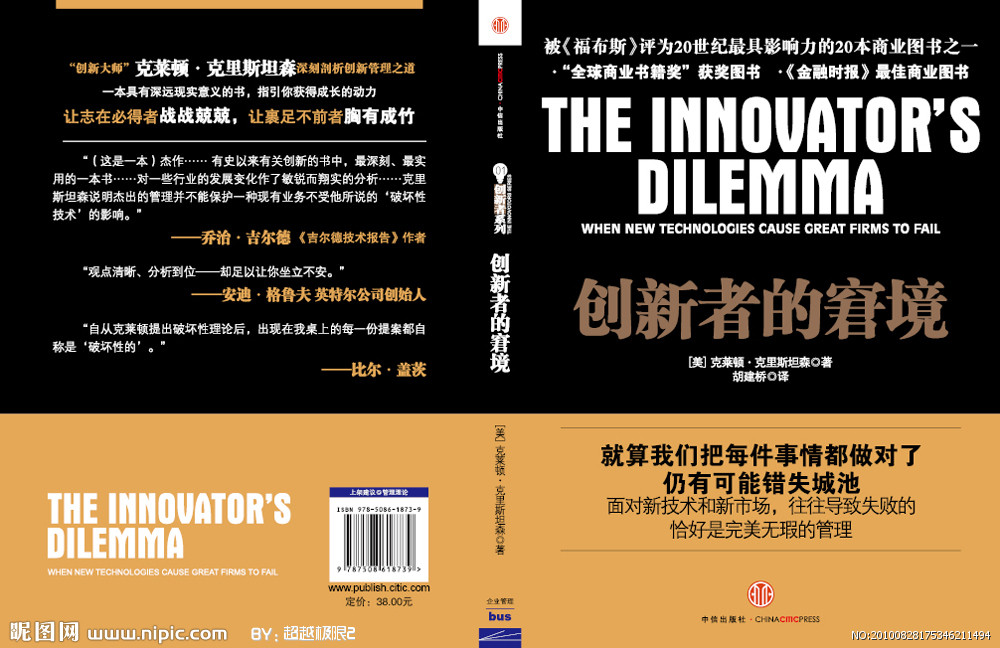 “创新大师”克莱顿·克里斯坦森深刻剖析创新管理之道
一本具有深远现实意义的书，指引你获得成长的动力
让志在必得者战战兢兢，让裹足不前者胸有成竹
“（这是一本）杰作…… 有史以来有关创新的书中，最深刻、最实
用的一本书……对一些行业的发展变化作了敏锐而翔实的分析……克里
斯坦森说明杰出的管理并不能保护一种现有业务不受他所说的‘破坏性
技术’的影响。”
——乔治·吉尔德《吉尔德技术报告》作者
“观点清晰、分析到位——却足以让你坐立不安。”
——安迪·格鲁夫 英特尔公司创始人
“自从克莱顿提出破坏性理论后，出现在我桌上的每一份提案都自
称是‘破坏性的’。”
——比尔·盖茨
THE INNOVATOR'S
DILEMMA
WHEN NEW TECHNOLOGIES CAUSE GREAT FIRMS TO FAIL
上架建议◎管理理论
ISBN 978-5086-1873-9
9 787508 618739 >
www.publish.citic.com
定价：38.00元
CHINACITICPRESS
中信出版社
01
创新者系列
创新者的窘境
[美] 克莱顿·克里斯坦森◎著
企业管理
bus
被《福布斯》评为20世纪最具影响力的20本商业图书之一
·“全球商业书籍奖”获奖图书 ·《金融时报》最佳商业图书
THE INNOVATOR'S
DILEMMA
WHEN NEW TECHNOLOGIES CAUSE GREAT FIRMS TO FAIL
创新者的窘境
[美] 克莱顿·克里斯坦森◎著
胡建桥◎译
就算我们把每件事情都做对了
仍有可能错失城池
面对新技术和新市场，往往导致失败的
恰好是完美无瑕的管理
中信出版社·CHINACITICPRESS
昵图网 www.nipic.com BY: 超越极限2
NO:20100828175346211494